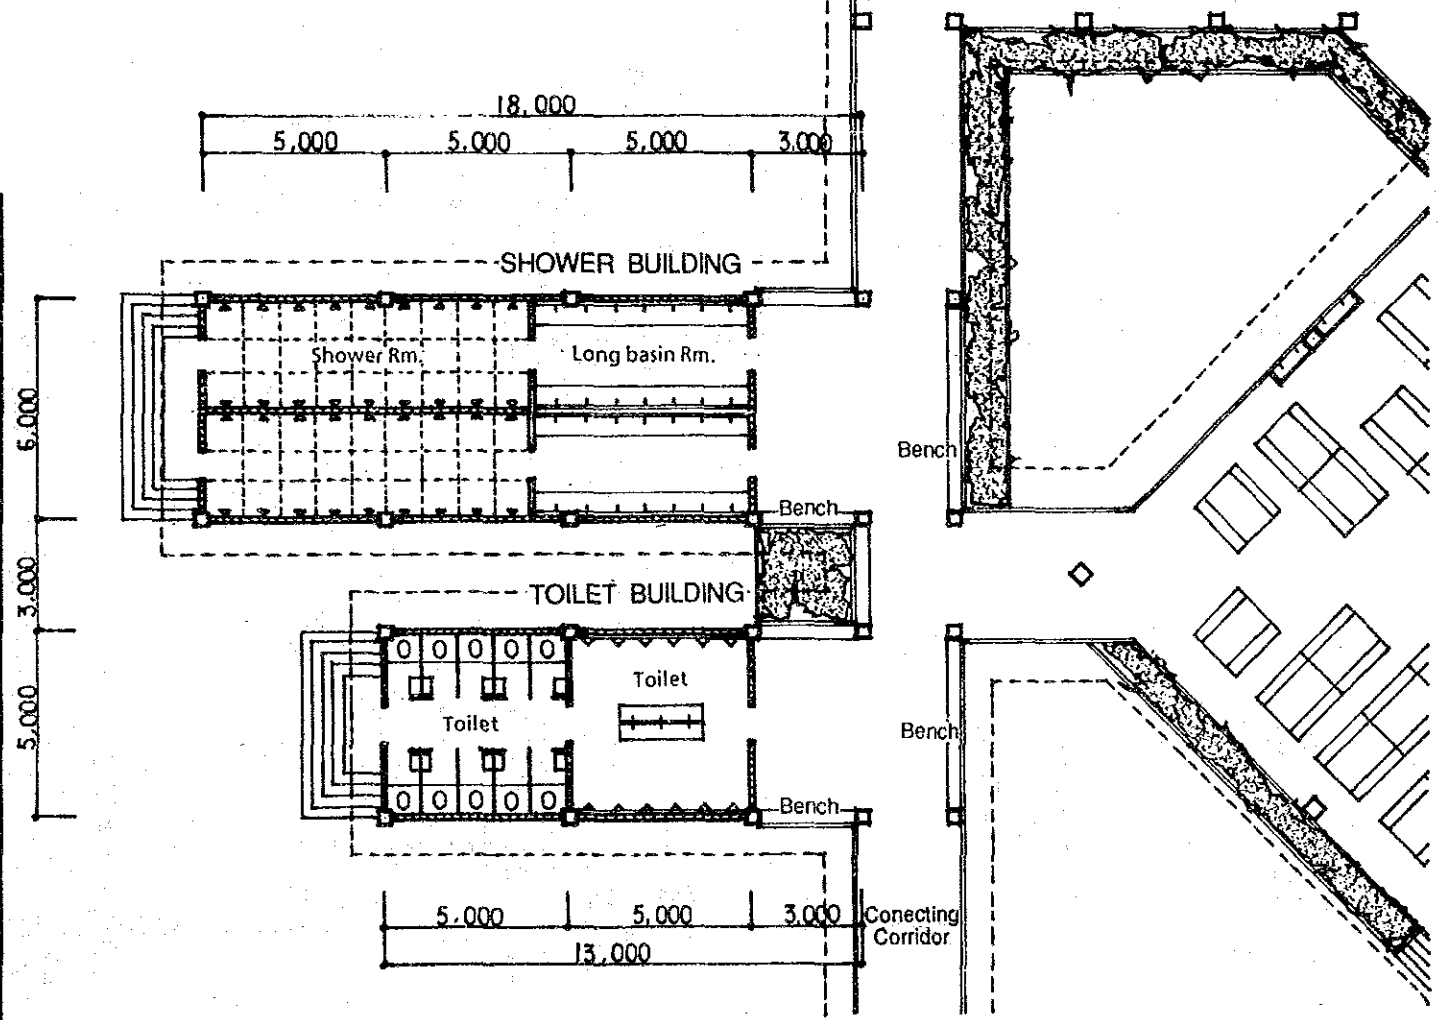 18,000
5,000 5,000 5,000 3,000
SHOWER BUILDING
Shower Rm. Long basin Rm.
6,000
Bench
Bench
3,000
TOILET BUILDING
Toilet
5,000
Toilet
Bench
Bench
5,000 5,000 3,000
Conecting
Corridor
13,000